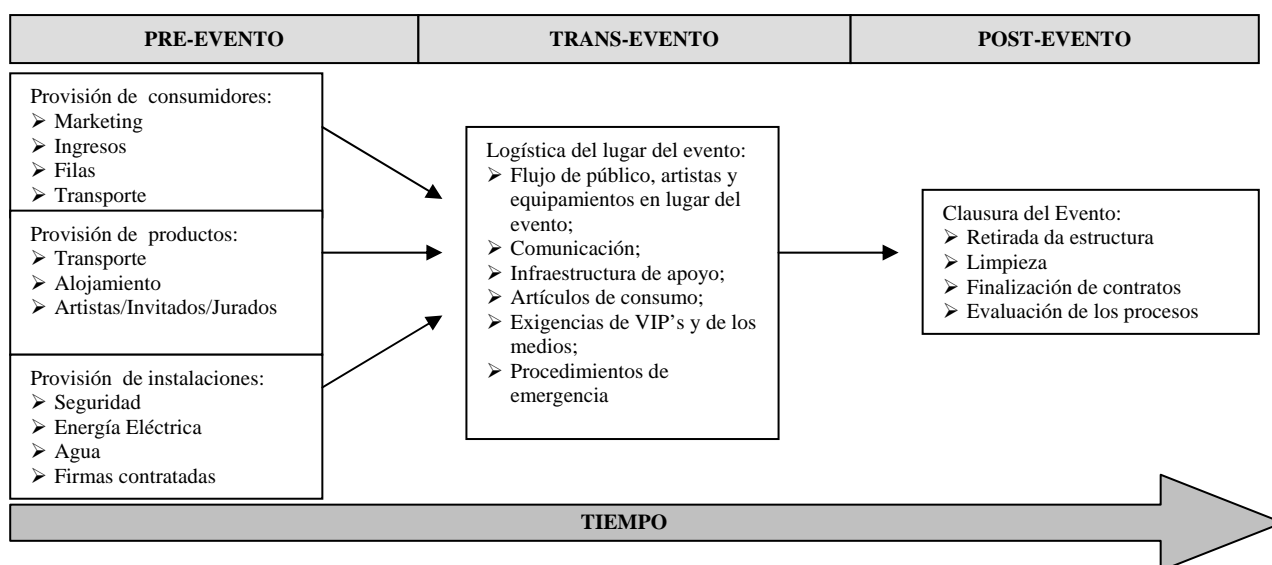 PRE-EVENTO
TRANS-EVENTO
POST-EVENTO
Provisión de consumidores:
➢ Marketing
➢ Ingresos
➢ Filas
➢ Transporte
Provisión de productos:
➢ Transporte
➢ Alojamiento
➢ Artistas/Invitados/Jurados
Provisión de instalaciones:
➢ Seguridad
➢ Energía Eléctrica
➢ Agua
➢ Firmas contratadas
Logística del lugar del evento:
➢ Flujo de público, artistas y
equipamientos en lugar del
evento;
➢ Comunicación;
➢ Infraestructura de apoyo;
➢ Artículos de consumo;
➢ Exigencias de VIP’s y de los
medios;
➢ Procedimientos de
emergencia
Clausura del Evento:
➢ Retirada da estructura
➢ Limpieza
➢ Finalización de contratos
➢ Evaluación de los procesos
TIEMPO